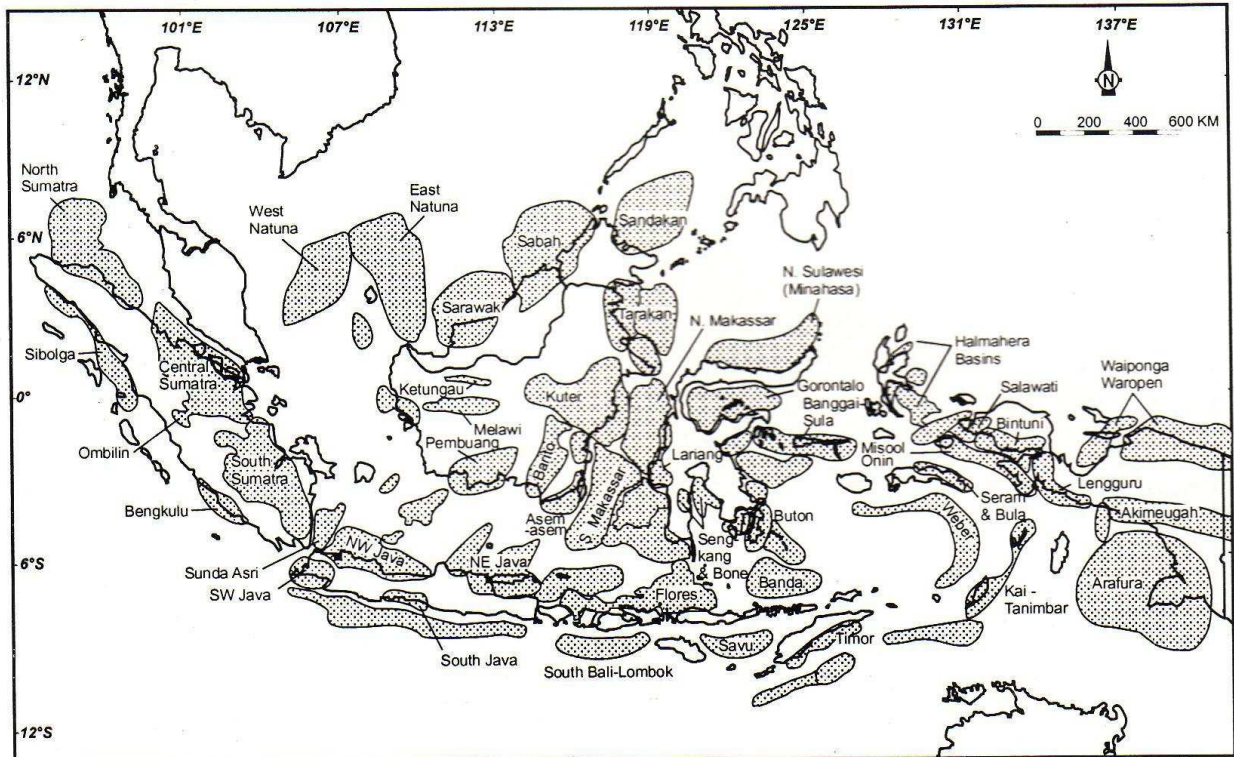 101°E 107°E 113°E 119°E 125°E 131°E 137°E
12°N
N
0 200 400 600 KM
North
Sumatra
West
Natuna
East
Natuna
6°N
Sabah
Sandakan
Sarawak
Tarakan
N. Sulawesi
(Minahasa)
N. Makassar
Halmahera
Basins
Sibolga
Central
Sumatra
0°
Ketungau
Kutei
Melawi
Gorontalo
Banggai-
Sula
Salawati
Bintuni
Waiponga
Waropen
Ombilin
Pembuang
Barito
Lariang
Misool
Onin
South
Sumatra
Lengguru
Bengkulu
Asem
-asem
S. Makassar
Seram
& Bula
Akimeugah
Buton
Weber
Sunda Asri
NW Java
NE Java
Seng
kang
& Bone
6°S
SW Java
Flores
Banda
Kai -
Tanimbar
Arafura
South Java
South Bali-Lombok
Savu
Timor
12°S